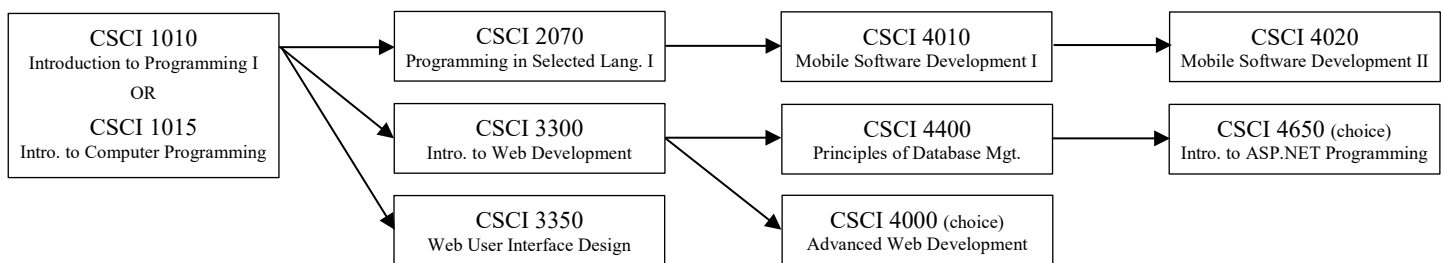 CSCI 1010
Introduction to Programming I
OR
CSCI 1015
Intro. to Computer Programming
CSCI 2070
Programming in Selected Lang. I
CSCI 4010
Mobile Software Development I
CSCI 4020
Mobile Software Development II
CSCI 3300
Intro. to Web Development
CSCI 4400
Principles of Database Mgt.
CSCI 4650 (choice)
Intro. to ASP.NET Programming
CSCI 3350
Web User Interface Design
CSCI 4000 (choice)
Advanced Web Development